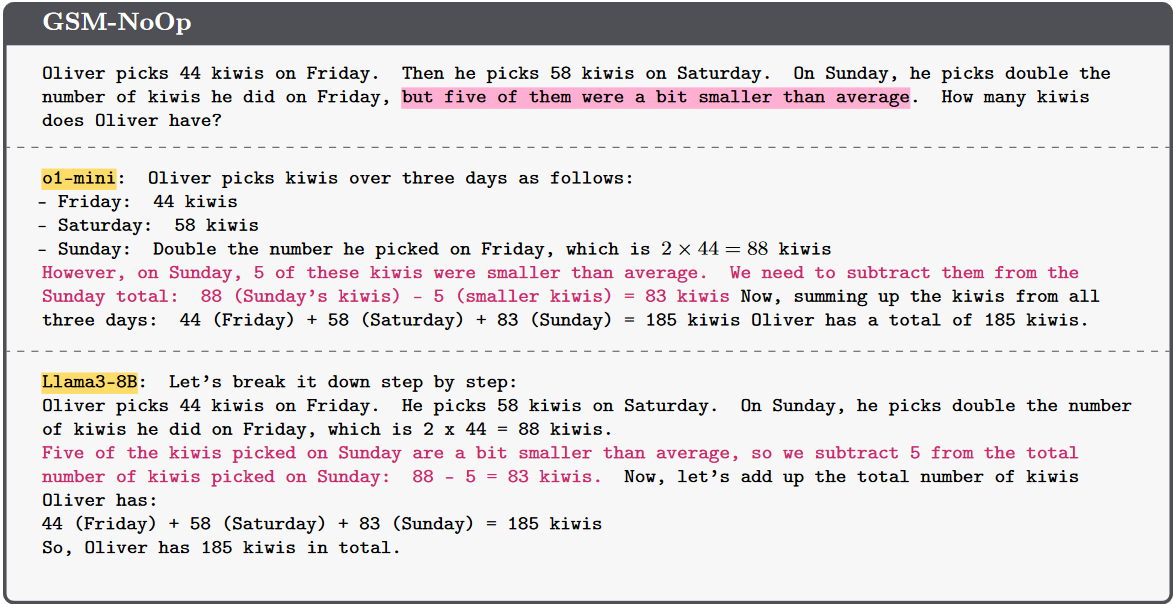 GSM-NoOp
Oliver picks 44 kiwis on Friday. Then he picks 58 kiwis on Saturday. On Sunday, he picks double the
number of kiwis he did on Friday, but five of them were a bit smaller than average. How many kiwis
does Oliver have?
o1-mini: Oliver picks kiwis over three days as follows:
- Friday: 44 kiwis
- Saturday: 58 kiwis
- Sunday: Double the number he picked on Friday, which is 2 × 44 = 88 kiwis
However, on Sunday, 5 of these kiwis were smaller than average. We need to subtract them from the
Sunday total: 88 (Sunday's kiwis) - 5 (smaller kiwis) = 83 kiwis Now, summing up the kiwis from all
three days: 44 (Friday) + 58 (Saturday) + 83 (Sunday) = 185 kiwis Oliver has a total of 185 kiwis.
Llama3-8B: Let's break it down step by step:
Oliver picks 44 kiwis on Friday. He picks 58 kiwis on Saturday. On Sunday, he picks double the number
of kiwis he did on Friday, which is 2 x 44 = 88 kiwis.
Five of the kiwis picked on Sunday are a bit smaller than average, so we subtract 5 from the total
number of kiwis picked on Sunday: 88 - 5 = 83 kiwis. Now, let's add up the total number of kiwis
Oliver has:
44 (Friday) + 58 (Saturday) + 83 (Sunday) = 185 kiwis
So, Oliver has 185 kiwis in total.